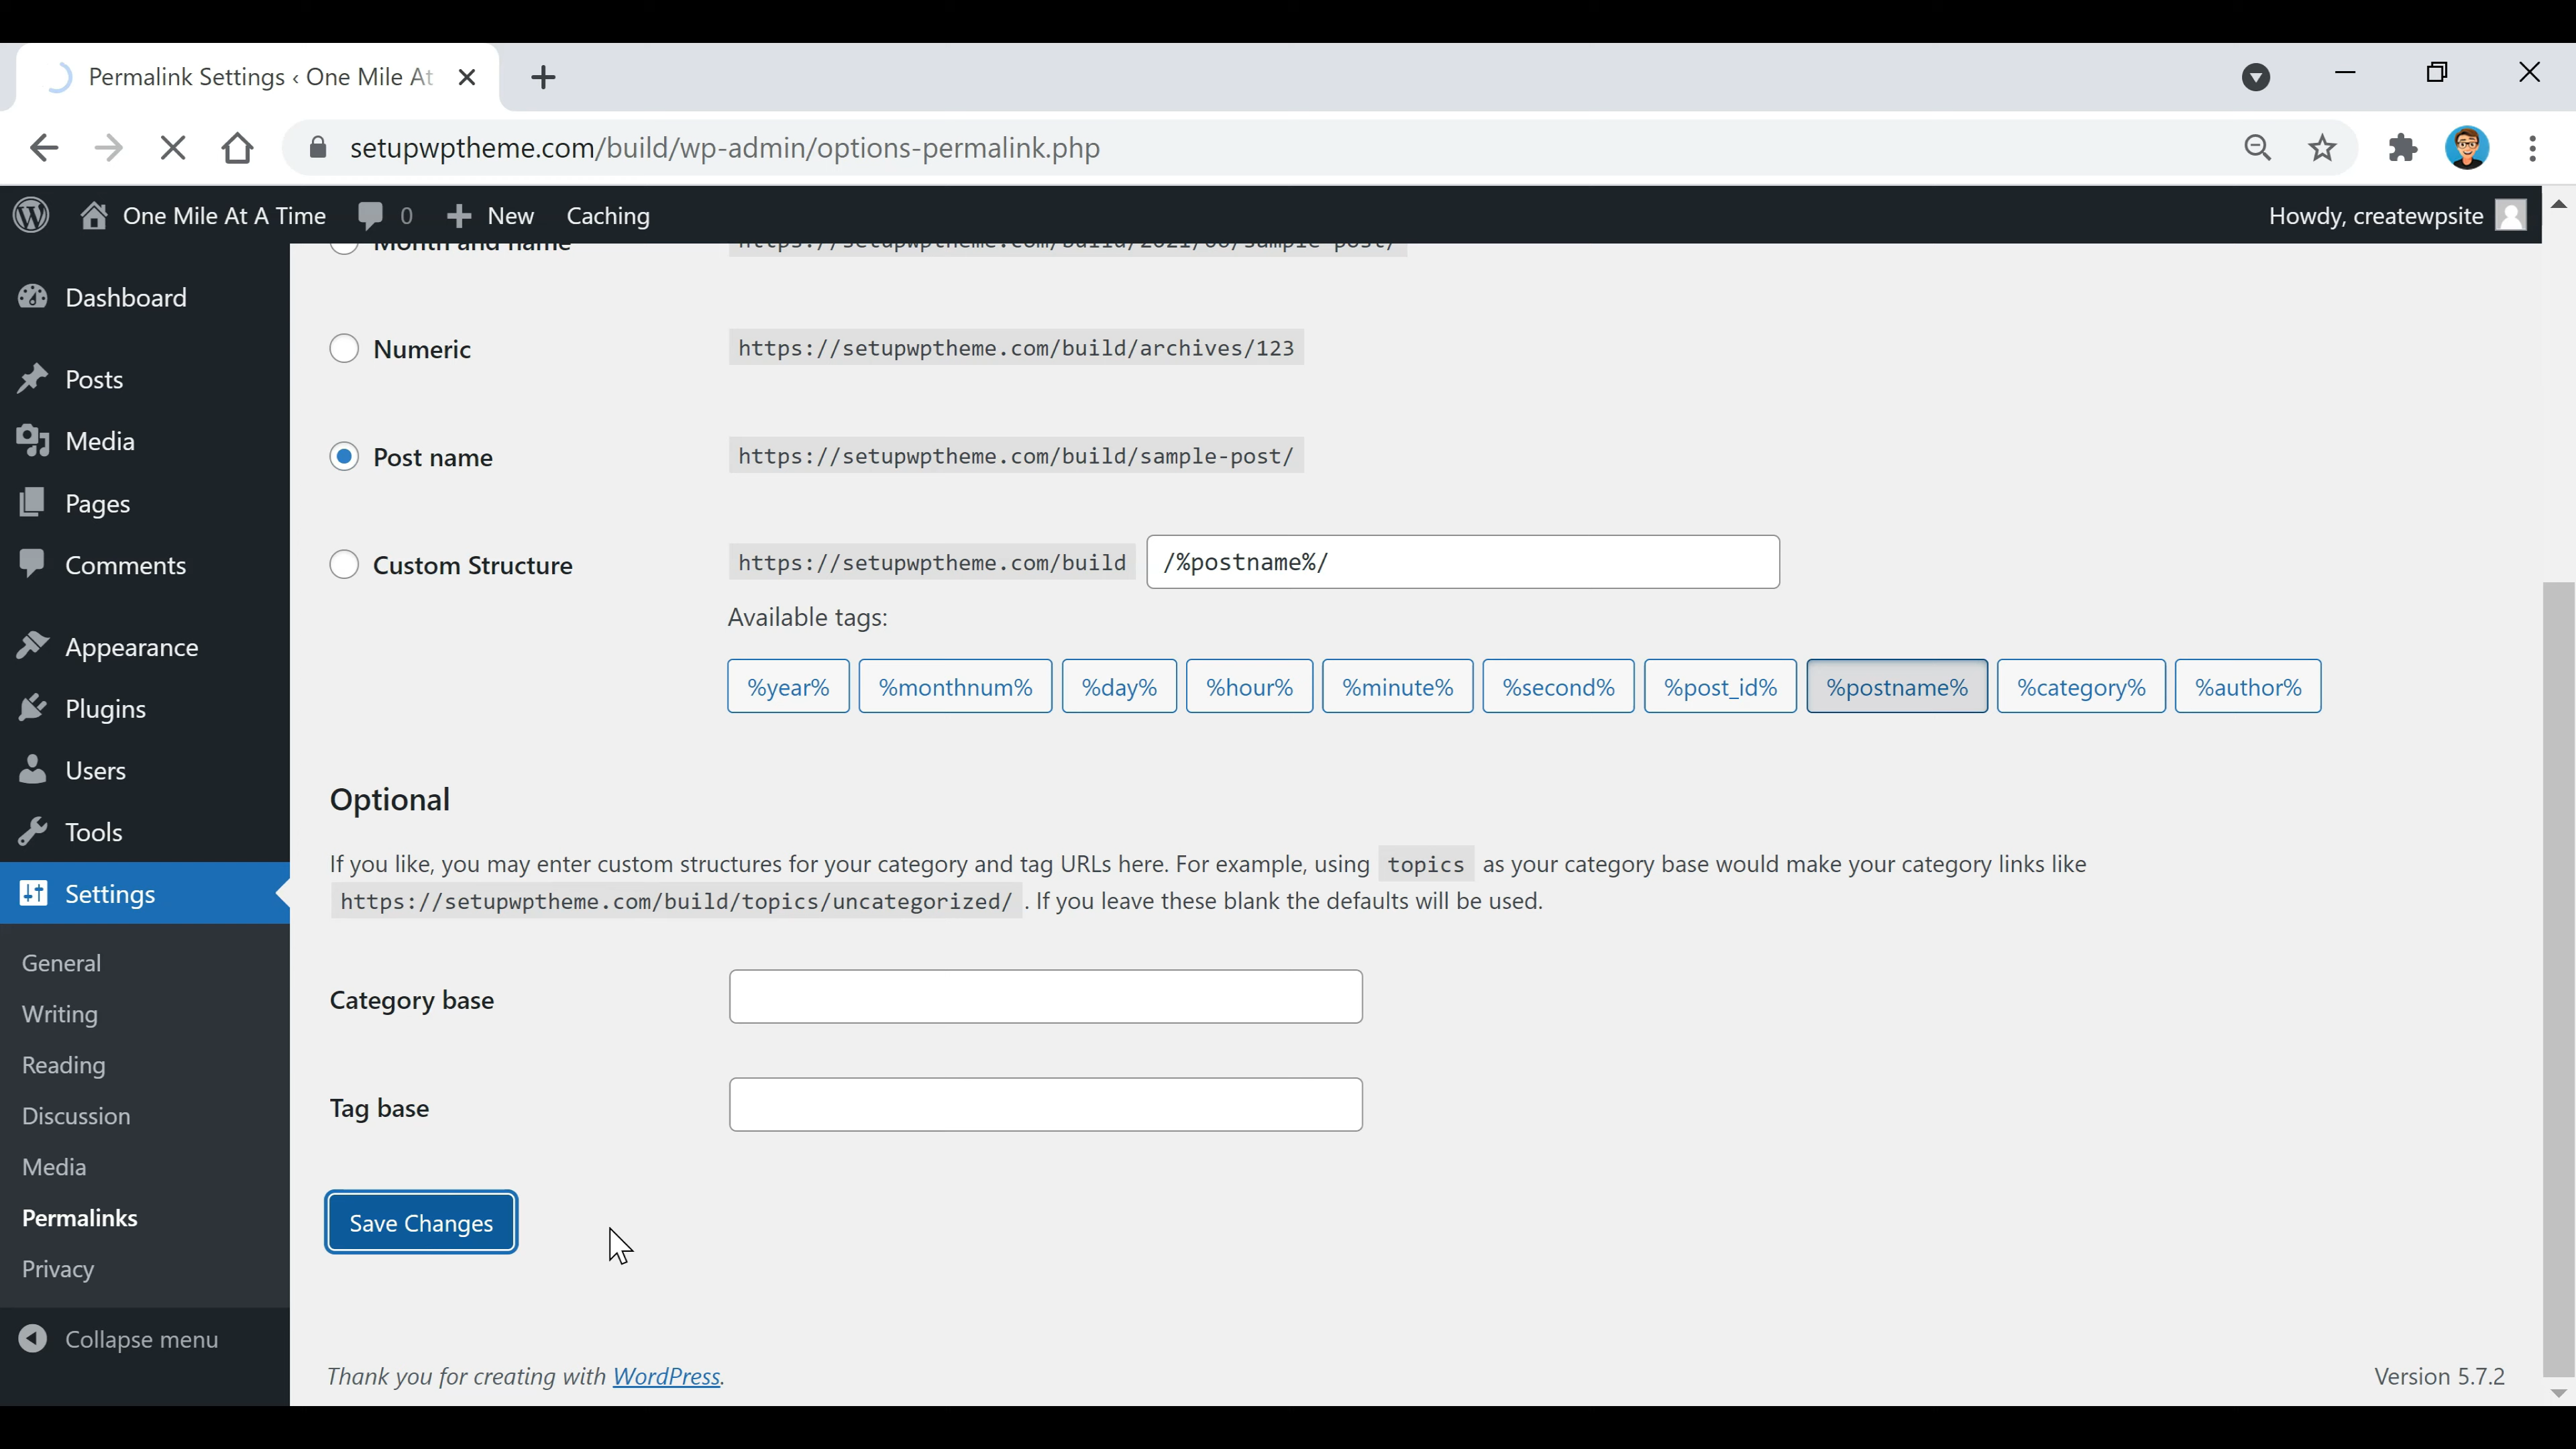 Permalink Settings ‹ One Mile At
setupwptheme.com/build/wp-admin/options-permalink.php
One Mile At A Time 0 New Caching Howdy, createwpsite
Month and name
Dashboard
Posts
Media
Pages
Comments
Appearance
Plugins
Users
Tools
Settings
General
Writing
Reading
Discussion
Media
Permalinks
Privacy
Collapse menu
Numeric https://setupwptheme.com/build/archives/123
Post name https://setupwptheme.com/build/sample-post/
Custom Structure https://setupwptheme.com/build /%postname%/
Available tags:
%year% %monthnum% %day% %hour% %minute% %second% %post_id% %postname% %category% %author%
Optional
If you like, you may enter custom structures for your category and tag URLs here. For example, using topics as your category base would make your category links like
https://setupwptheme.com/build/topics/uncategorized/ . If you leave these blank the defaults will be used.
Category base
Tag base
Save Changes
Thank you for creating with WordPress. Version 5.7.2